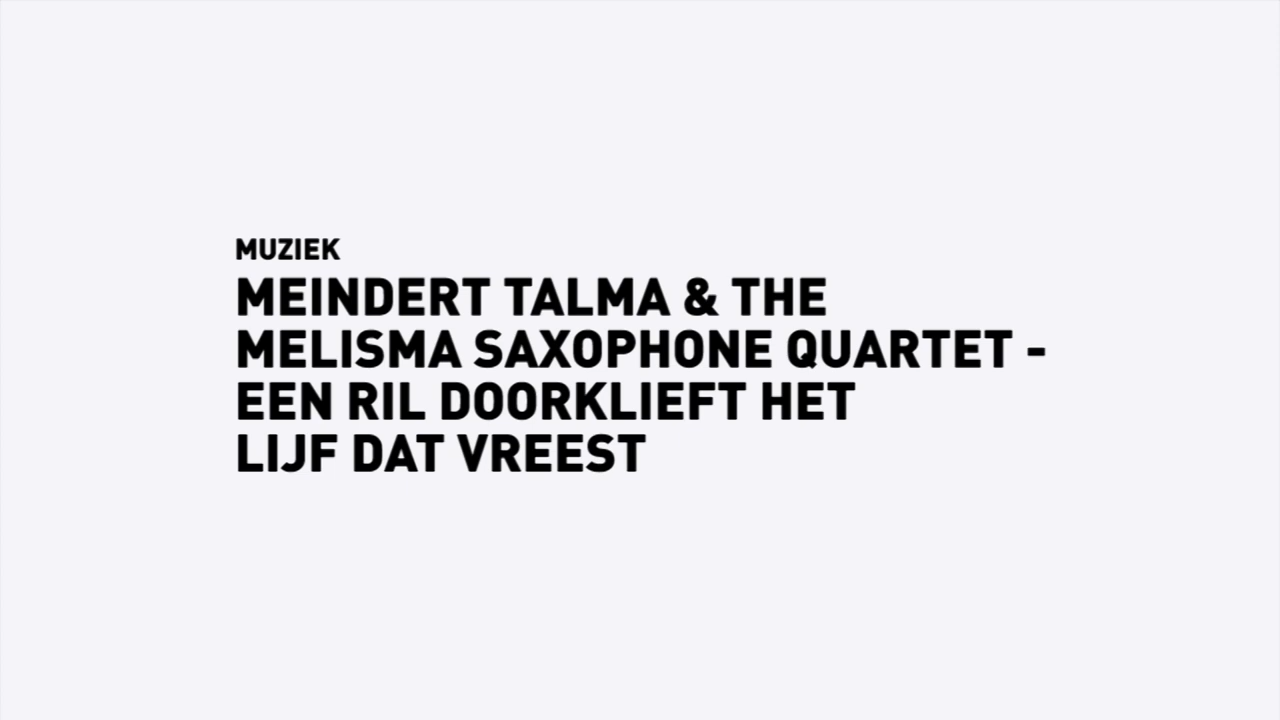 MUZIEK
MEINDERT TALMA & THE
MELISMA SAXOPHONE QUARTET -
EEN RIL DOORKLIEFT HET
LIJF DAT VREEST